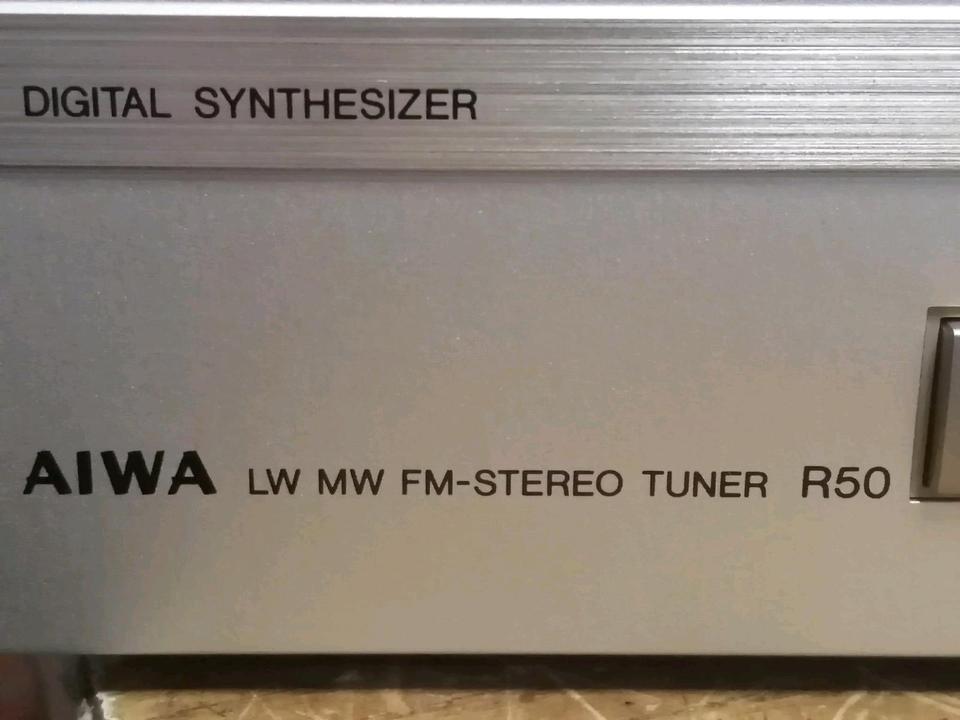 DIGITAL SYNTHESIZER
AIWA LW MW FM-STEREO TUNER R50